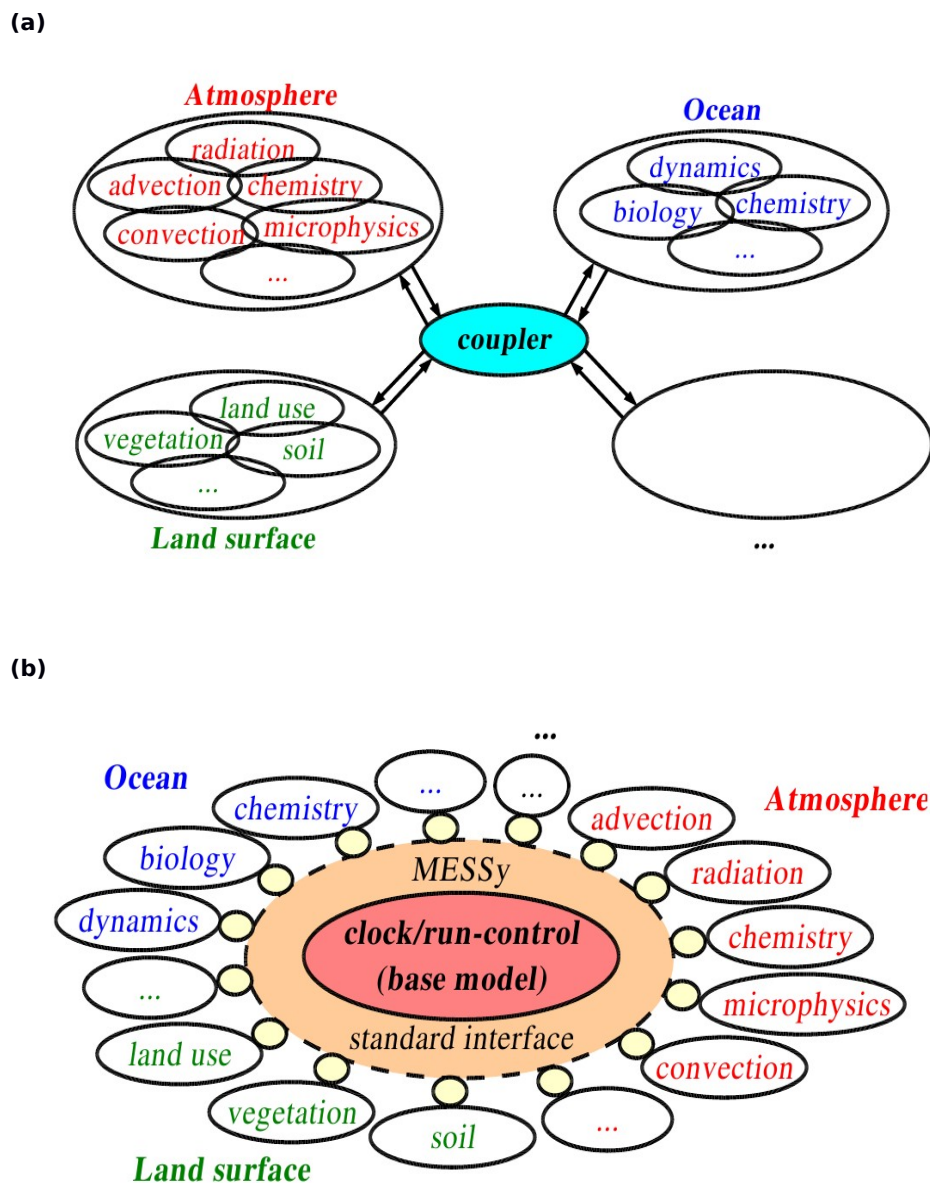 (a)
Atmosphere
radiation
advection
chemistry
convection
microphysics
...
Ocean
dynamics
biology
chemistry
...
coupler
land use
vegetation
soil
...
Land surface
...
(b)
...
Ocean
chemistry
...
...
advection
Atmosphere
biology
MESSy
radiation
dynamics
clock/run-control
(base model)
chemistry
...
microphysics
land use
standard interface
convection
vegetation
soil
...
Land surface